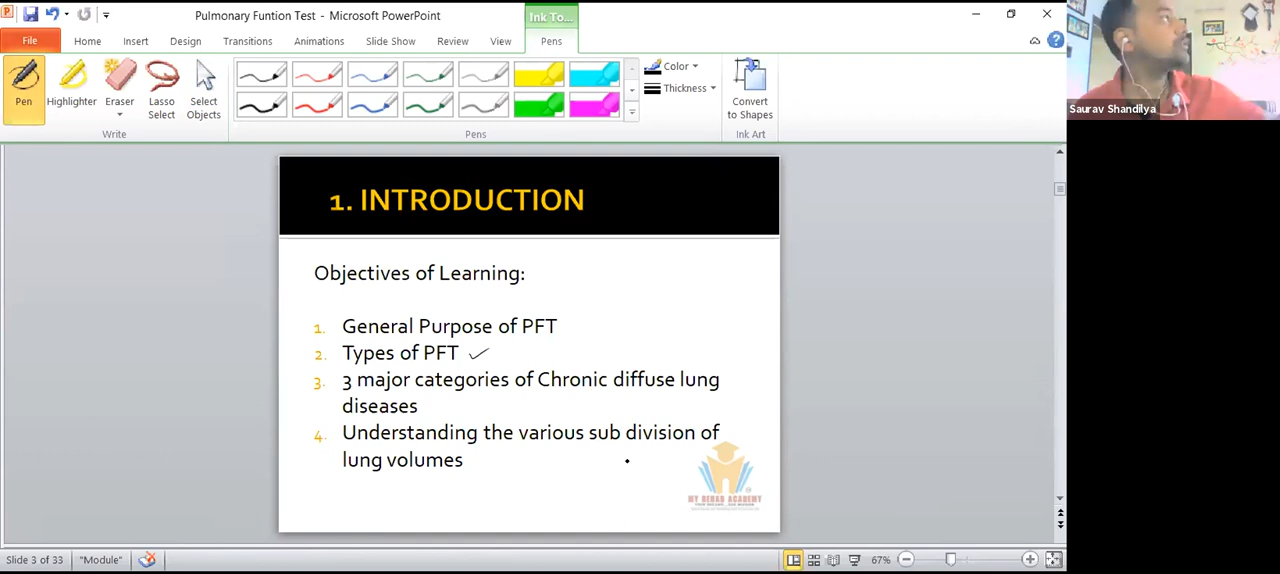 Pulmonary Funtion Test - Microsoft PowerPoint
Ink To...
File Home Insert Design Transitions Animations Slide Show Review View Pens
Pen Highlighter Eraser Lasso Select Select Objects
Color
Thickness
Convert to Shapes
Write Pens Ink Art
Saurav Shandilya
1. INTRODUCTION
Objectives of Learning:
1. General Purpose of PFT
2. Types of PFT
3. 3 major categories of Chronic diffuse lung
diseases
4. Understanding the various sub division of
lung volumes
MY REHAB ACADEMY
Slide 3 of 33 "Module" 67%